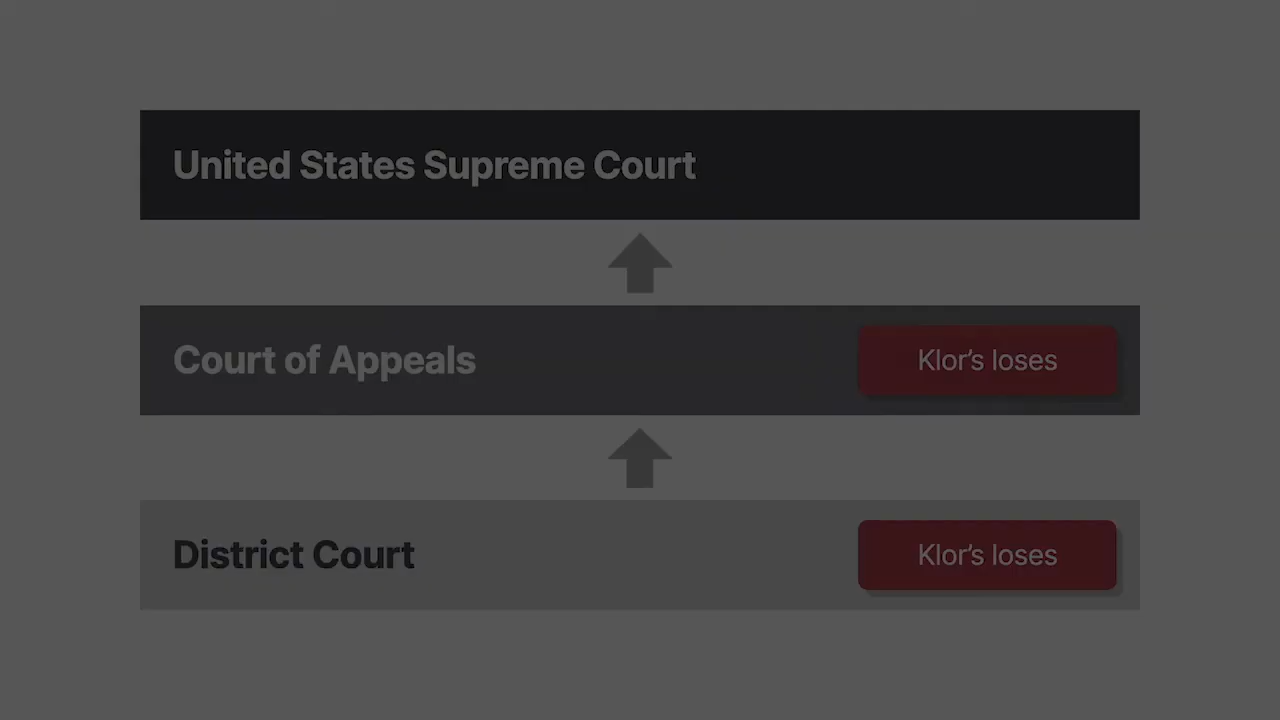 United States Supreme Court
Court of Appeals
Klor’s loses
District Court
Klor’s loses